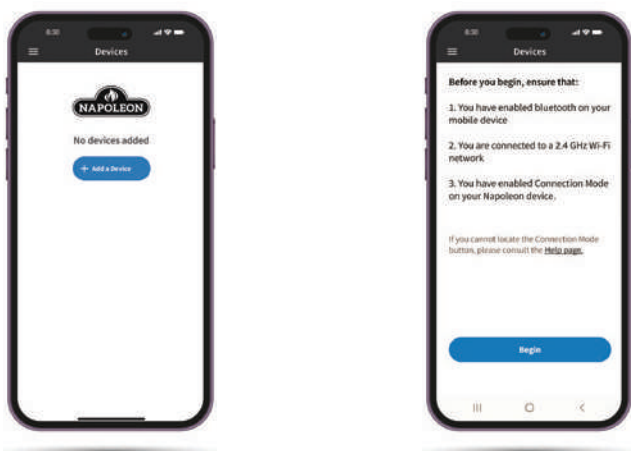 8:30
Devices
NAPOLEON
No devices added
+ Add a Device
8:30
Devices
Before you begin, ensure that:
1. You have enabled bluetooth on your
mobile device
2. You are connected to a 2.4 GHz Wi-Fi
network
3. You have enabled Connection Mode
on your Napoleon device.
If you cannot locate the Connection Mode
button, please consult the Help page.
Begin